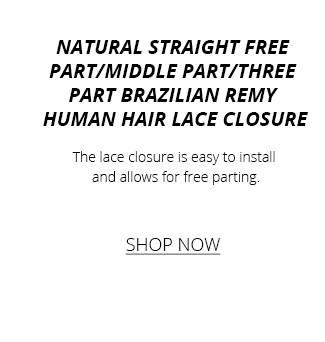 NATURAL STRAIGHT FREE
PART/MIDDLE PART/THREE
PART BRAZILIAN REMY
HUMAN HAIR LACE CLOSURE
The lace closure is easy to install
and allows for free parting.
SHOP NOW